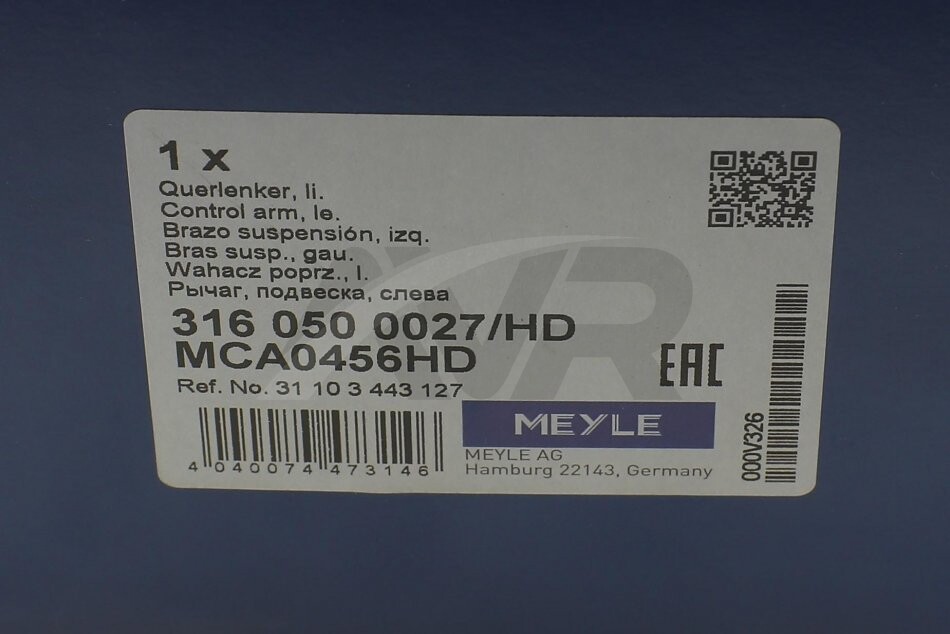 1 x
Querlenker, li.
Control arm, le.
Brazo suspensión, izq.
Bras susp., gau.
Wahacz poprz., l.
Рычаг, подвеска, слева
316 050 0027/HD
MCA0456HD
Ref. No. 31 10 3 443 127
EAC
4 040074 473146
MEYLE
MEYLE AG
Hamburg 22143, Germany
000V326